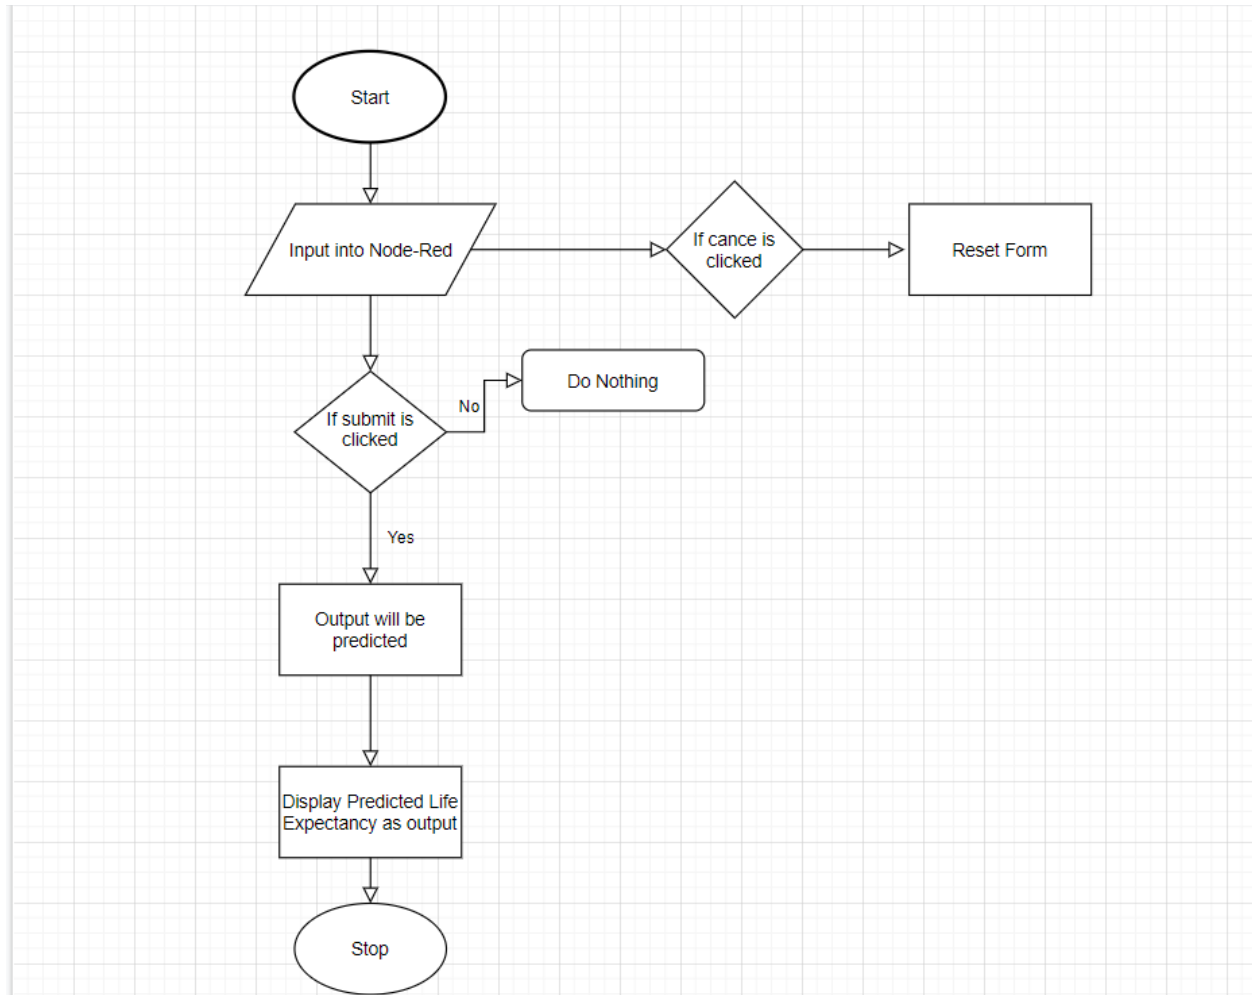 Start
Input into Node-Red
If cance is
clicked
Reset Form
If submit is
clicked
No
Do Nothing
Yes
Output will be
predicted
Display Predicted Life
Expectancy as output
Stop